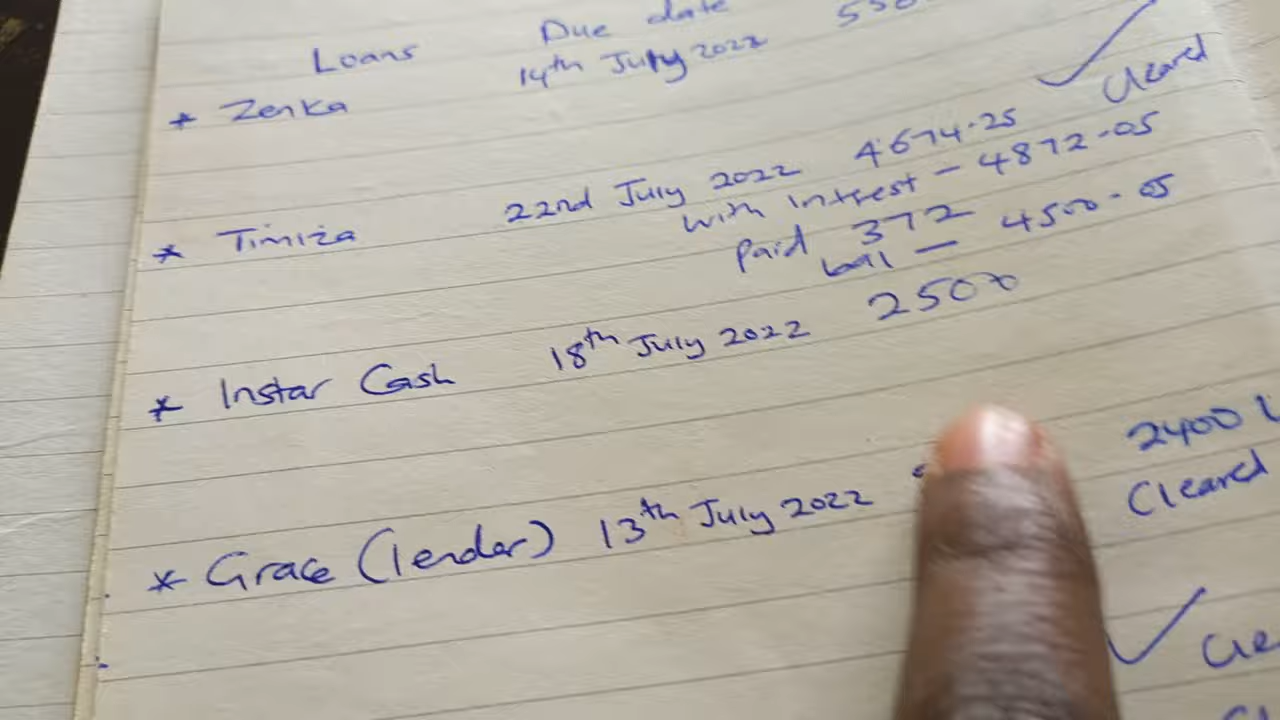 Loans Due date
* Zenka 14th July 2022
Cleared
* Timiza 22nd July 2022 4674.25
with intrest - 4872-05
Paid 372
bal - 4500-05
* Instar Cash 18th July 2022 2500
2400
* Grace (lender) 13th July 2022 Cleared